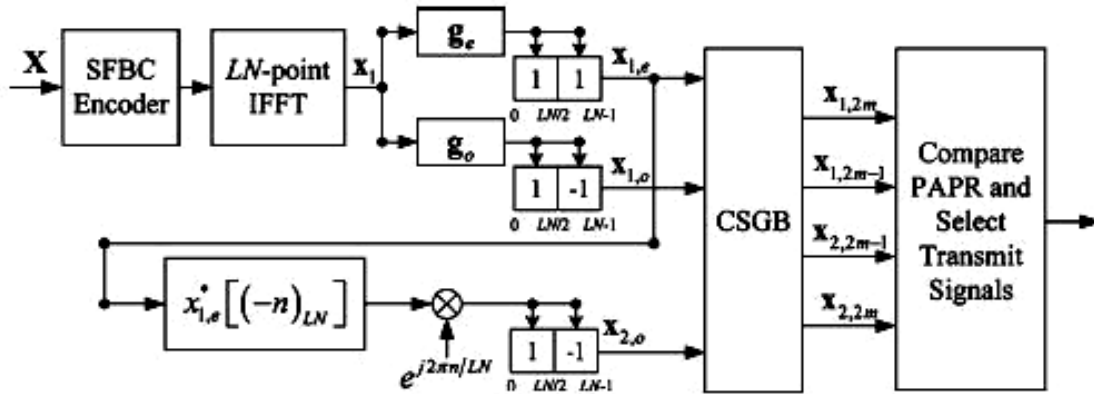 X
SFBC
Encoder
LN-point
IFFT
x₁
gₑ
1 1
0 LN/2 LN-1
x₁,ₑ
gₒ
1 -1
0 LN/2 LN-1
x₁,ₒ
x*₁,ₑ[(-n)_LN]
e^{j2πn/LN}
1 -1
0 LN/2 LN-1
x₂,ₒ
CSGB
x₁,₂ₘ
x₁,₂ₘ₋₁
x₂,₂ₘ₋₁
x₂,₂ₘ
Compare
PAPR and
Select
Transmit
Signals